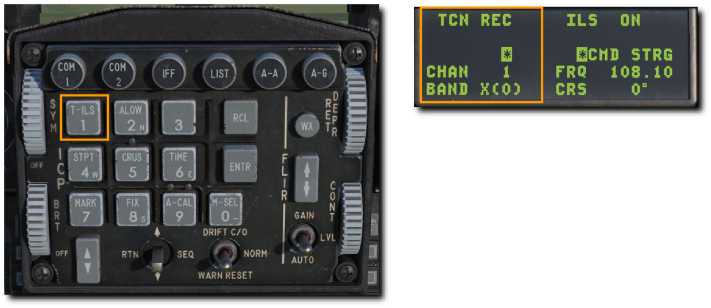 COM 1
COM 2
IFF
LIST
A-A
A-G
SYM
T-ILS 1
ALOW 2 N
3
RCL
WX
RET
DEPR
OFF
ICP
STPT 4 W
CRUS 5
TIME 6 E
ENTR
FLIR
BRT
MARK 7
FIX 8 S
A-CAL 9
M-SEL 0 -
CONT
GAIN
LVL
AUTO
OFF
DRIFT C/O
NORM
WARN RESET
RTN
SEQ
TCN REC ILS ON
* *CMD STRG
CHAN 1 FRQ 108.10
BAND X(0) CRS 0°